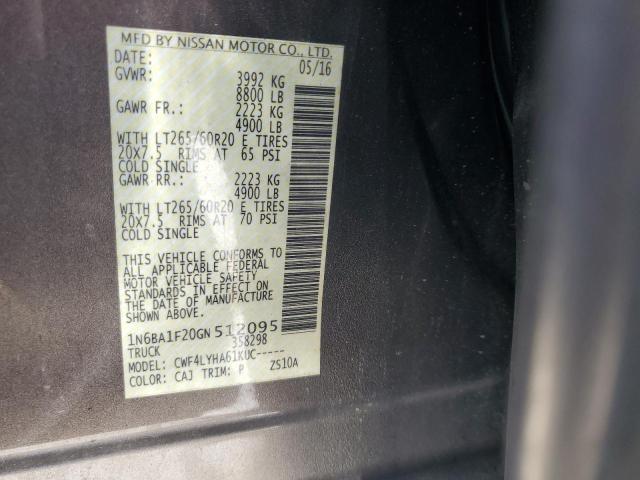 MFD BY NISSAN MOTOR CO., LTD.
DATE: 05/16
GVWR: 3992 KG
8800 LB
GAWR FR.: 2223 KG
4900 LB
WITH LT265/60R20 E TIRES
20X7.5 RIMS AT 65 PSI
COLD SINGLE
GAWR RR.: 2223 KG
4900 LB
WITH LT265/60R20 E TIRES
20X7.5 RIMS AT 70 PSI
COLD SINGLE
THIS VEHICLE CONFORMS TO
ALL APPLICABLE FEDERAL
MOTOR VEHICLE SAFETY
STANDARDS IN EFFECT ON
THE DATE OF MANUFACTURE
SHOWN ABOVE.
1N6BA1F20GN512095
TRUCK 358298
MODEL: CWF4LYHA61KUC-----
COLOR: CAJ TRIM: P ZS10A